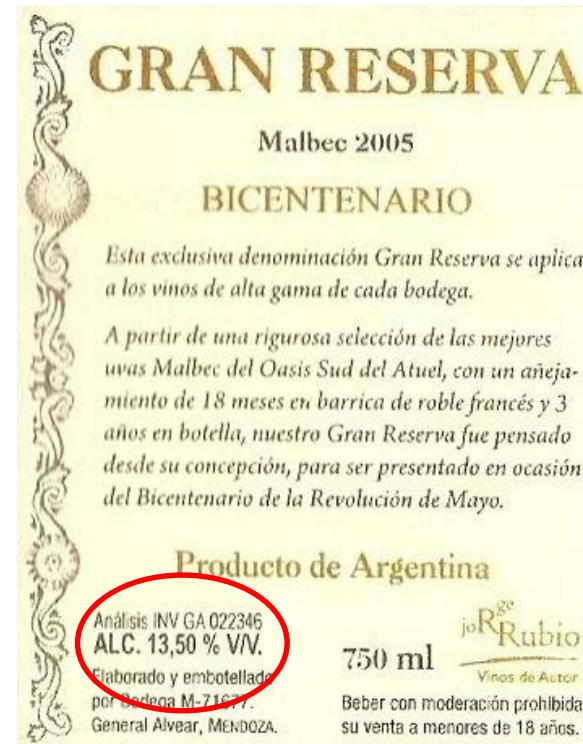 GRAN RESERVA
Malbec 2005
BICENTENARIO
Esta exclusiva denominación Gran Reserva se aplica
a los vinos de alta gama de cada bodega.
A partir de una rigurosa selección de las mejores
uvas Malbec del Oasis Sud del Atuel, con un añeja-
miento de 18 meses en barrica de roble francés y 3
años en botella, nuestro Gran Reserva fue pensado
desde su concepción, para ser presentado en ocasión
del Bicentenario de la Revolución de Mayo.
Producto de Argentina
Análisis INV GA 022346
ALC. 13,50 % V/V.
Elaborado y embotellado
por Bodega M-71677.
General Alvear, MENDOZA.
750 ml
joRge Rubio
Vinos de Autor
Beber con moderación prohibida
su venta a menores de 18 años.